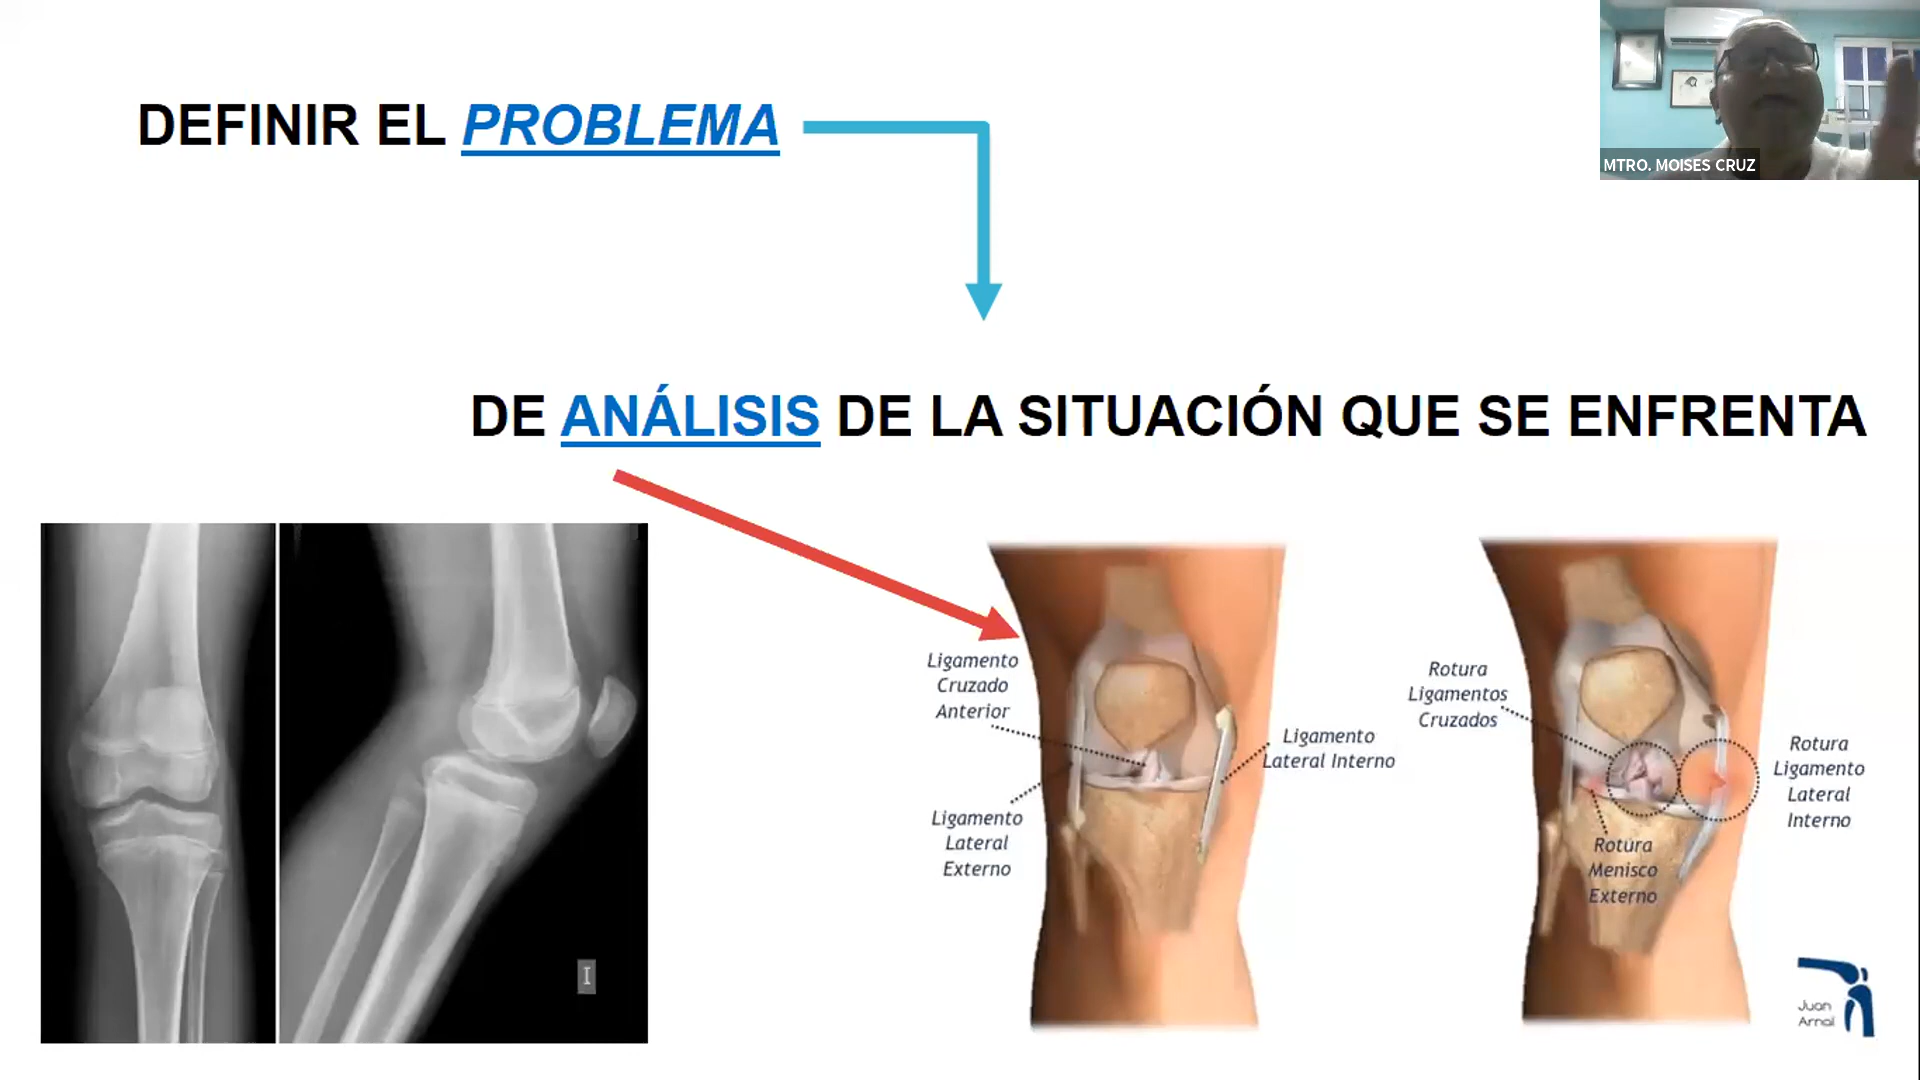 DEFINIR EL PROBLEMA
MTRO. MOISES CRUZ
DE ANÁLISIS DE LA SITUACIÓN QUE SE ENFRENTA
Ligamento
Cruzado
Anterior
Ligamento
Lateral Interno
Ligamento
Lateral
Externo
Rotura
Ligamentos
Cruzados
Rotura
Ligamento
Lateral
Interno
Rotura
Menisco
Externo
I
Juan
Arnal